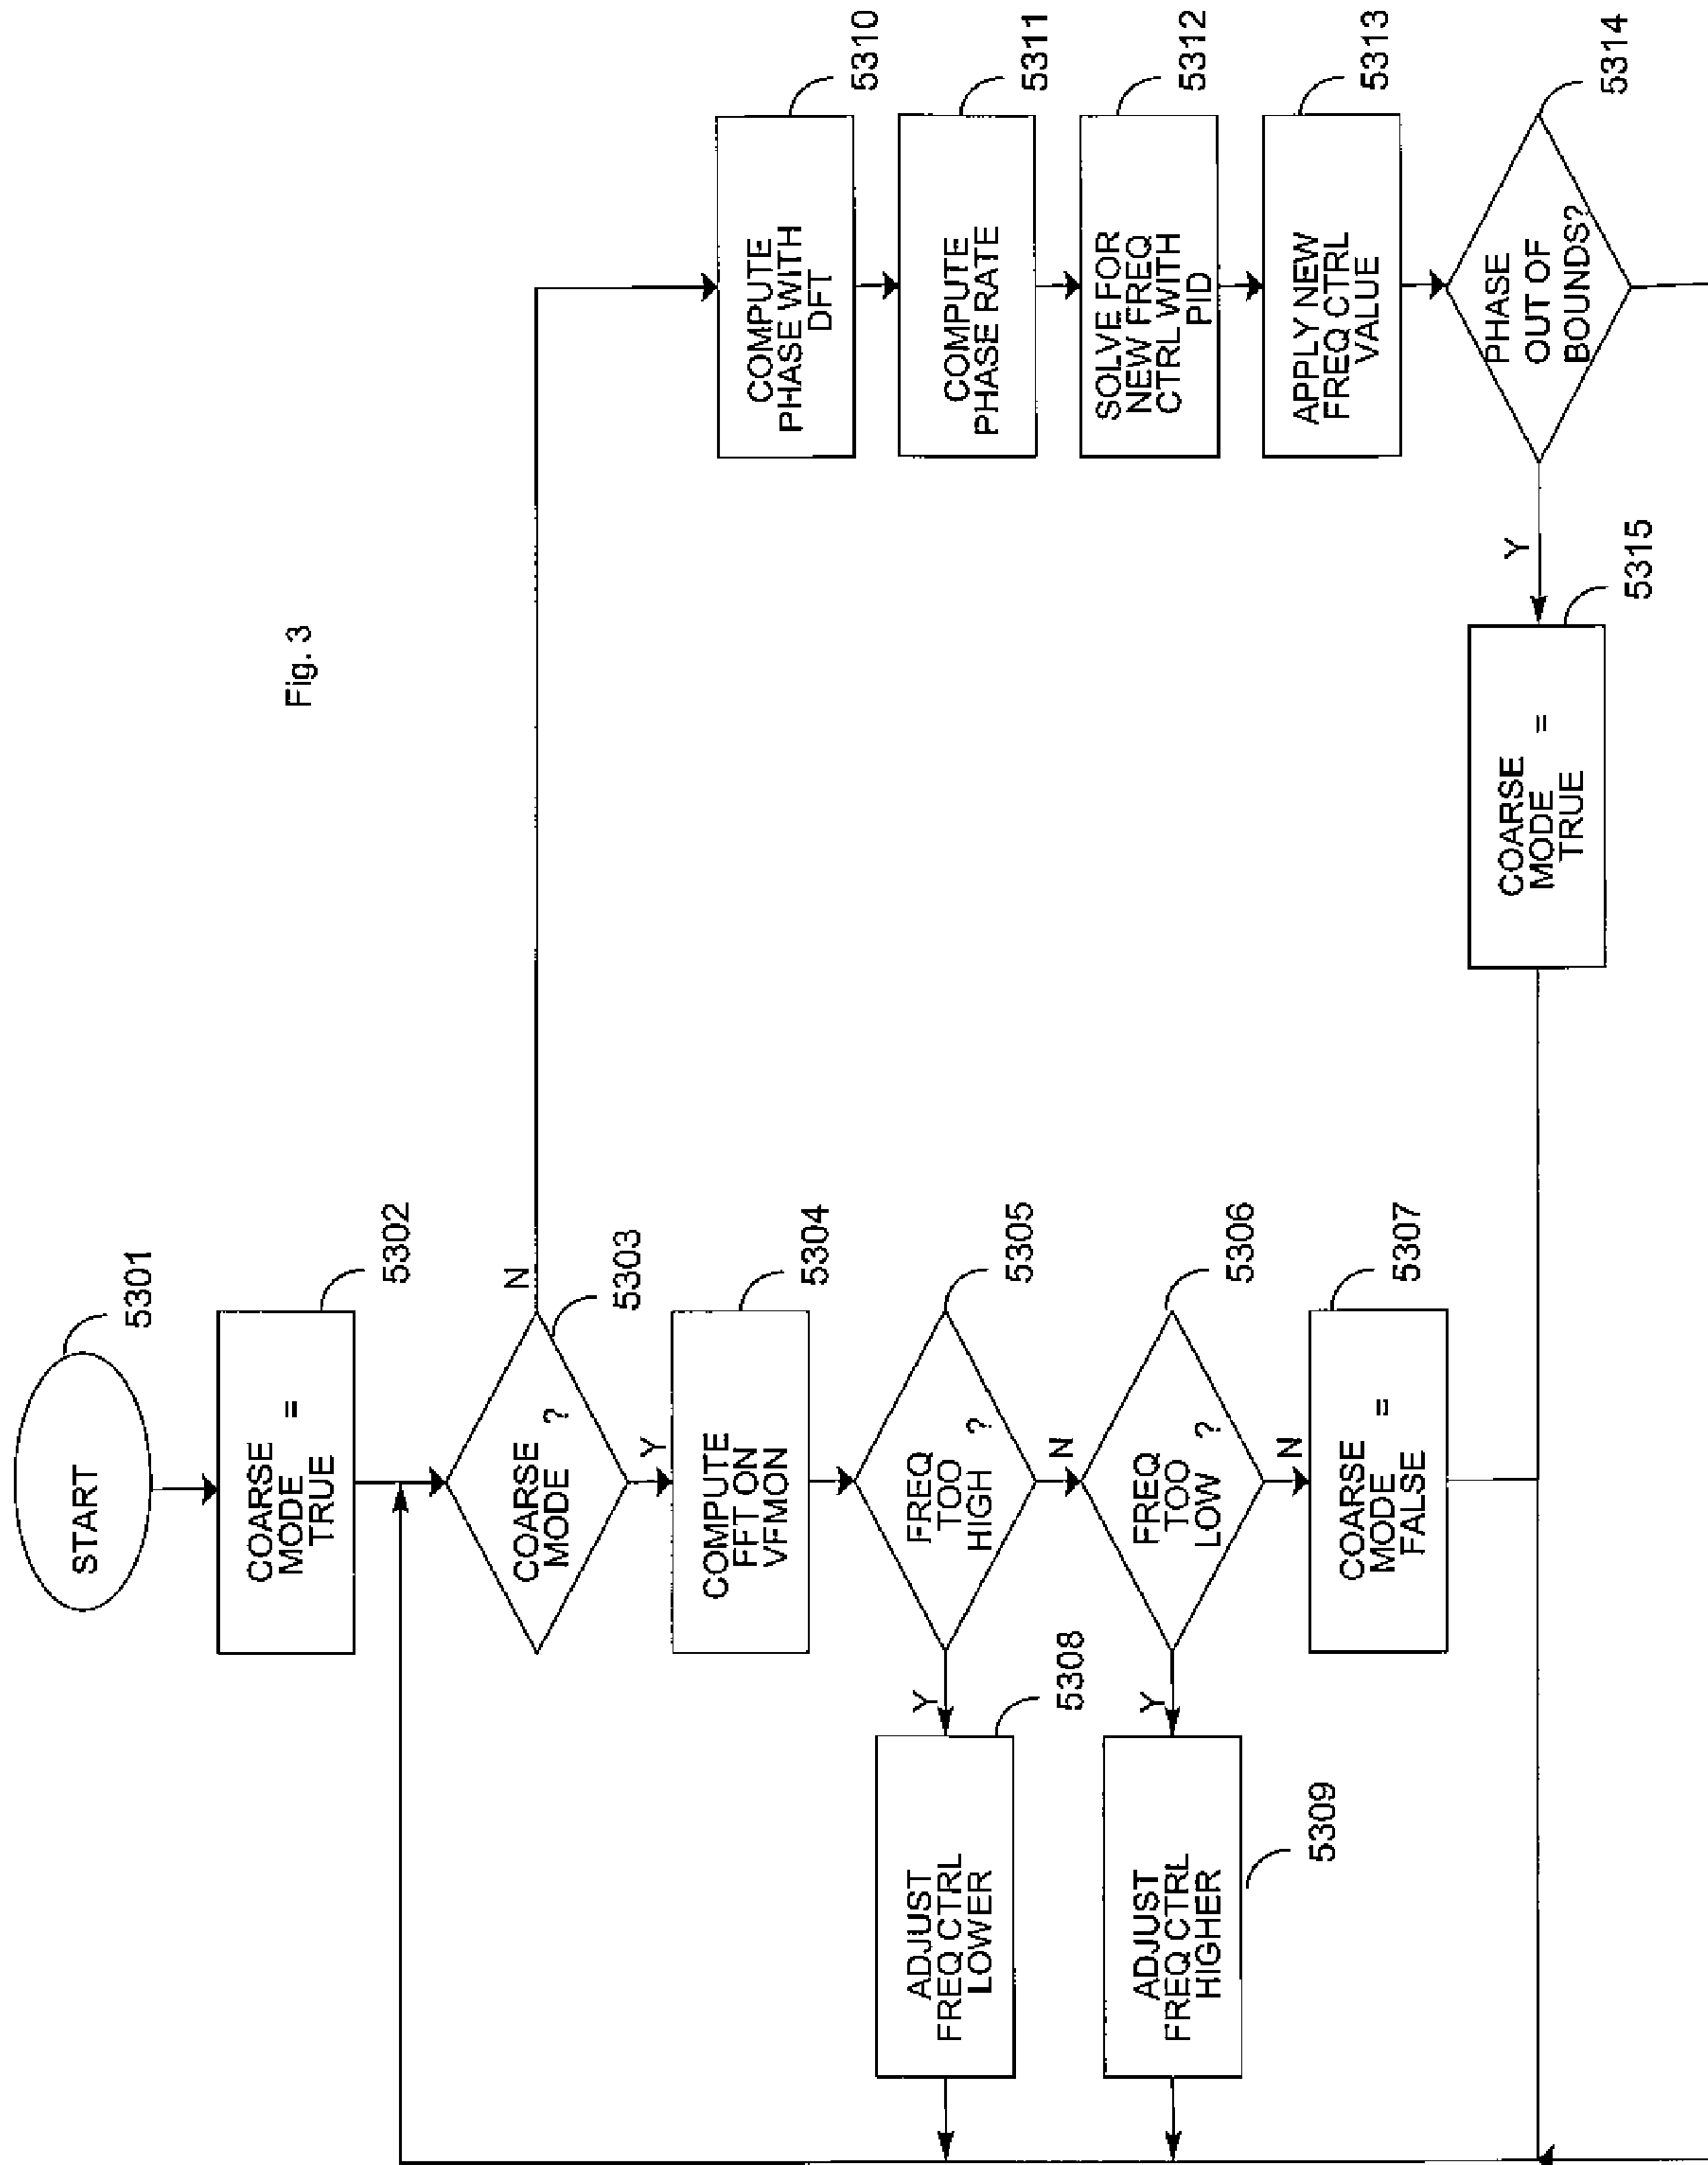 Fig. 3
START
5301
COARSE
MODE =
TRUE
5302
COARSE
MODE ?
5303
N
Y
COMPUTE
FFT ON
VFMON
5304
FREQ
TOO
HIGH ?
5305
Y
N
ADJUST
FREQ CTRL
LOWER
5308
FREQ
TOO
LOW ?
5306
Y
N
ADJUST
FREQ CTRL
HIGHER
5309
COARSE
MODE =
FALSE
5307
COMPUTE
PHASE WITH
DFT
5310
COMPUTE
PHASE RATE
5311
SOLVE FOR
NEW FREQ
CTRL WITH
PID
5312
APPLY NEW
FREQ CTRL
VALUE
5313
PHASE
OUT OF
BOUNDS?
5314
Y
COARSE
MODE =
TRUE
5315